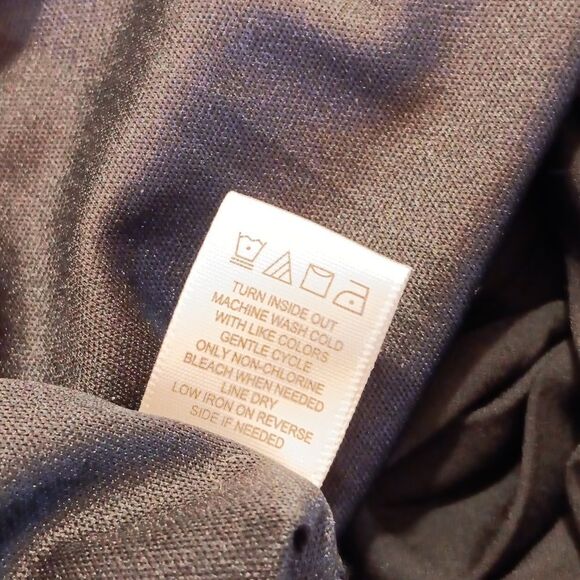 TURN INSIDE OUT
MACHINE WASH COLD
WITH LIKE COLORS
GENTLE CYCLE
ONLY NON-CHLORINE
BLEACH WHEN NEEDED
LINE DRY
LOW IRON ON REVERSE
SIDE IF NEEDED